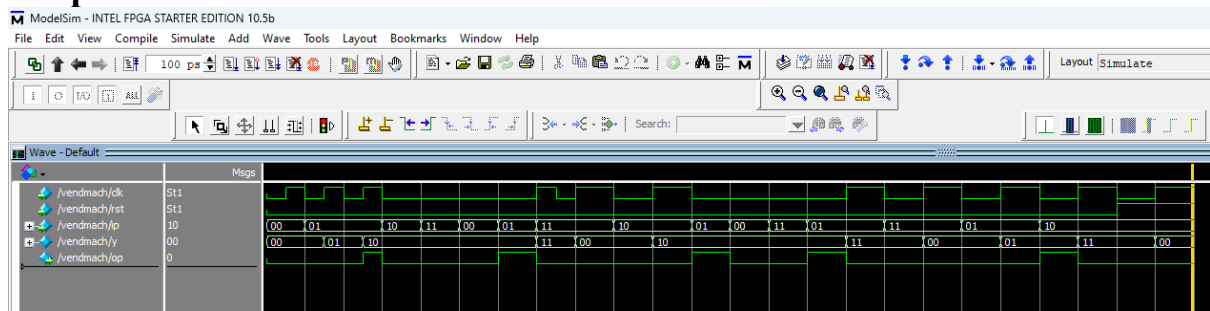 ModelSim - INTEL FPGA STARTER EDITION 10.5b
File Edit View Compile Simulate Add Wave Tools Layout Bookmarks Window Help
100 ps Layout Simulate
ALL
Search:
Wave - Default
Msgs
/vendmach/clk St1
/vendmach/rst St1
/vendmach/ip 10 00 01 10 11 00 01 11 10 01 00 11 01 11 01 10
/vendmach/y 00 00 01 10 11 00 10 11 00 01 11 00
/vendmach/op 0